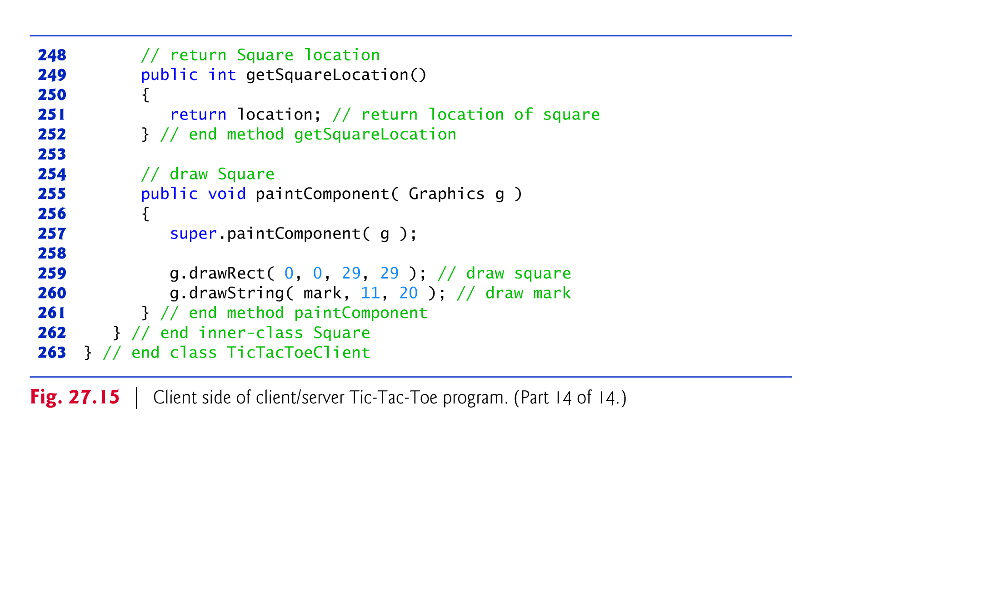 248 // return Square location
249 public int getSquareLocation()
250 {
251 return location; // return location of square
252 } // end method getSquareLocation
253
254 // draw Square
255 public void paintComponent( Graphics g )
256 {
257 super.paintComponent( g );
258
259 g.drawRect( 0, 0, 29, 29 ); // draw square
260 g.drawString( mark, 11, 20 ); // draw mark
261 } // end method paintComponent
262 } // end inner-class Square
263 } // end class TicTacToeClient
Fig. 27.15 | Client side of client/server Tic-Tac-Toe program. (Part 14 of 14.)